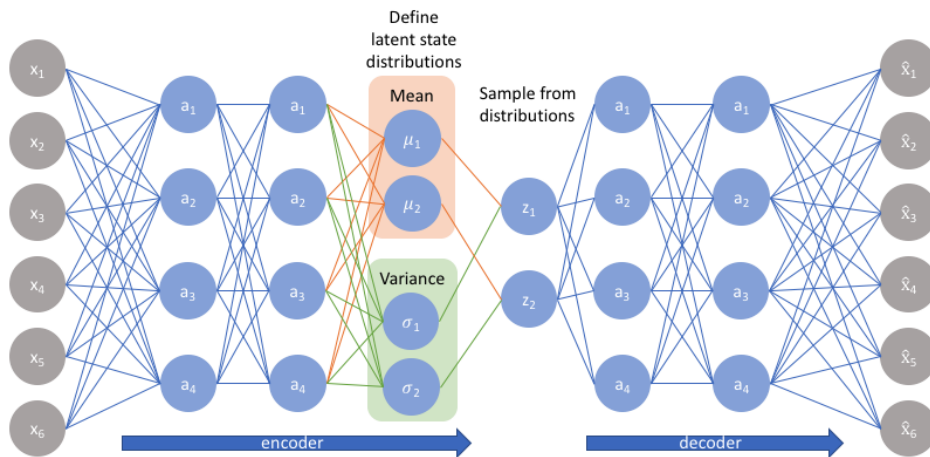 Define
latent state
distributions
Mean
Sample from
distributions
Variance
x₁
x₂
x₃
x₄
x₅
x₆
a₁
a₂
a₃
a₄
a₁
a₂
a₃
a₄
μ₁
μ₂
σ₁
σ₂
z₁
z₂
a₁
a₂
a₃
a₄
a₁
a₂
a₃
a₄
x̂₁
x̂₂
x̂₃
x̂₄
x̂₅
x̂₆
encoder
decoder